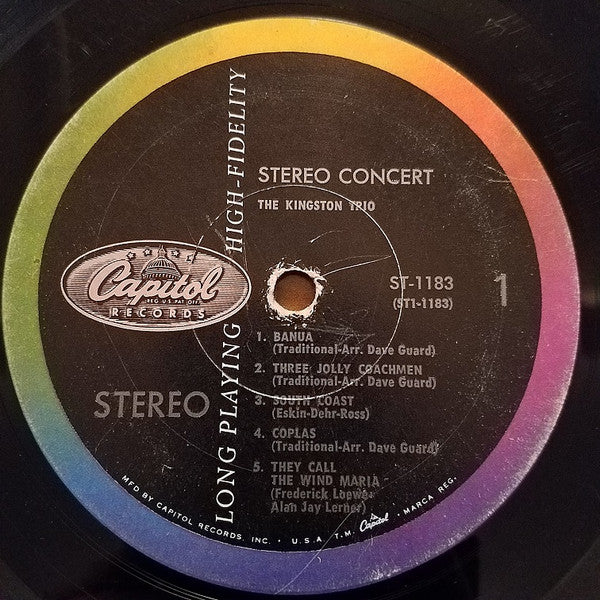 LONG PLAYING HIGH-FIDELITY
STEREO CONCERT
THE KINGSTON TRIO
Capitol
REG. U.S. PAT. OFF.
RECORDS
ST-1183
(ST1-1183)
1
STEREO
1. BANUA
(Traditional-Arr. Dave Guard)
2. THREE JOLLY COACHMEN
(Traditional-Arr. Dave Guard)
3. SOUTH COAST
(Eskin-Dehr-Ross)
4. COPLAS
(Traditional-Arr. Dave Guard)
5. THEY CALL
THE WIND MARIA
(Frederick Loewe-
Alan Jay Lerner)
MFD BY CAPITOL RECORDS, INC. • U.S.A. T.M. Capitol MARCA REG.